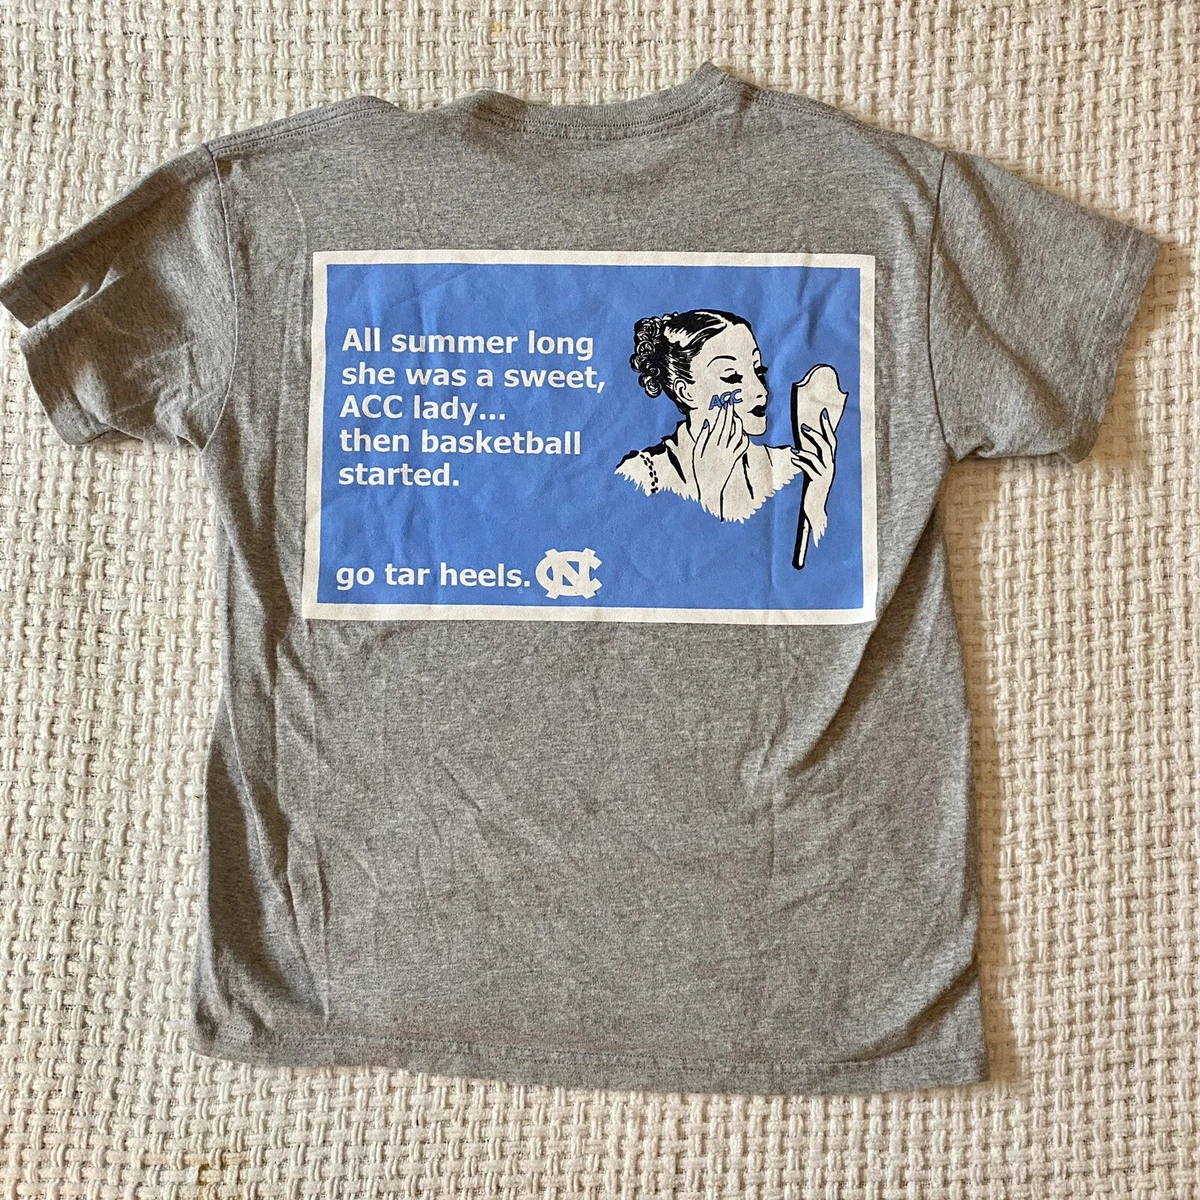 All summer long
she was a sweet,
ACC lady...
then basketball
started.
ACC
go tar heels. NC